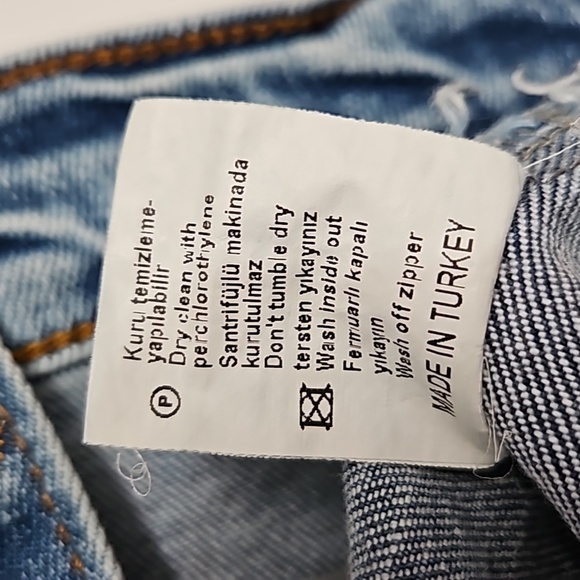 Kuru temizleme-
yapılabilir
Dry clean with
perchlorothylene
Santrifüjlü makinada
kurutulmaz
Don't tumble dry
tersten yıkayınız
Wash inside out
Fermuarlı kapalı
yıkayın
Wesh off zipper
MADE IN TURKEY
P